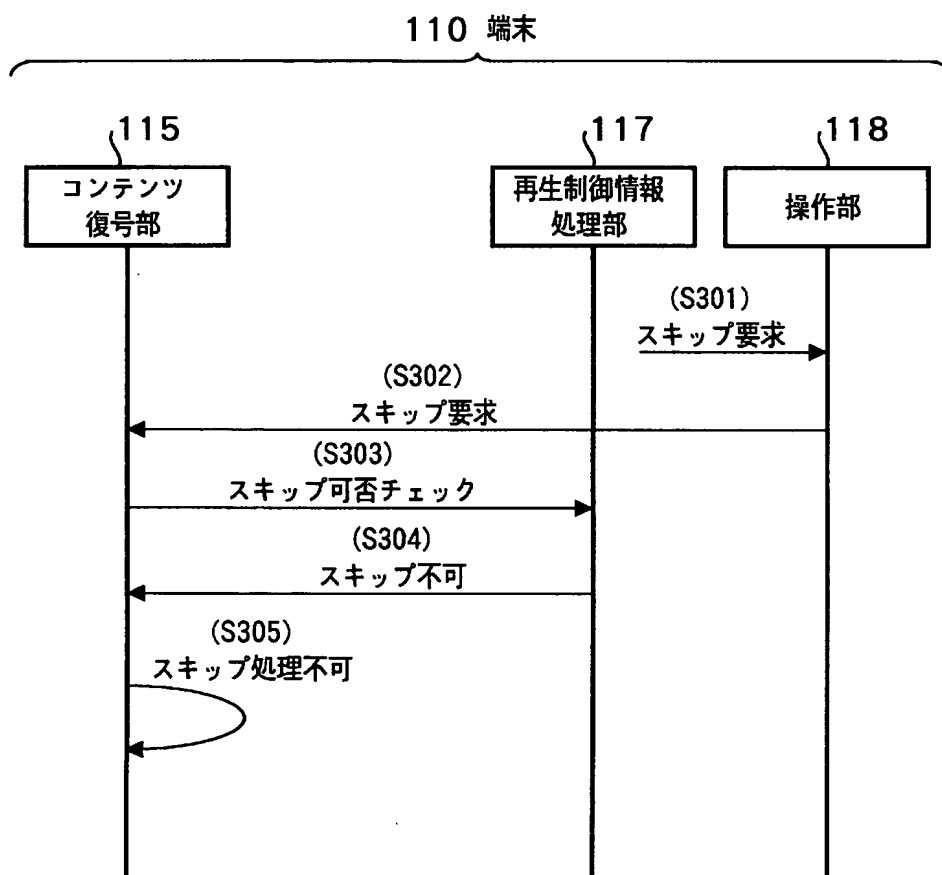 110 端末
115
117
118
コンテンツ
復号部
再生制御情報
処理部
操作部
(S301)
スキップ要求
(S302)
スキップ要求
(S303)
スキップ可否チェック
(S304)
スキップ不可
(S305)
スキップ処理不可